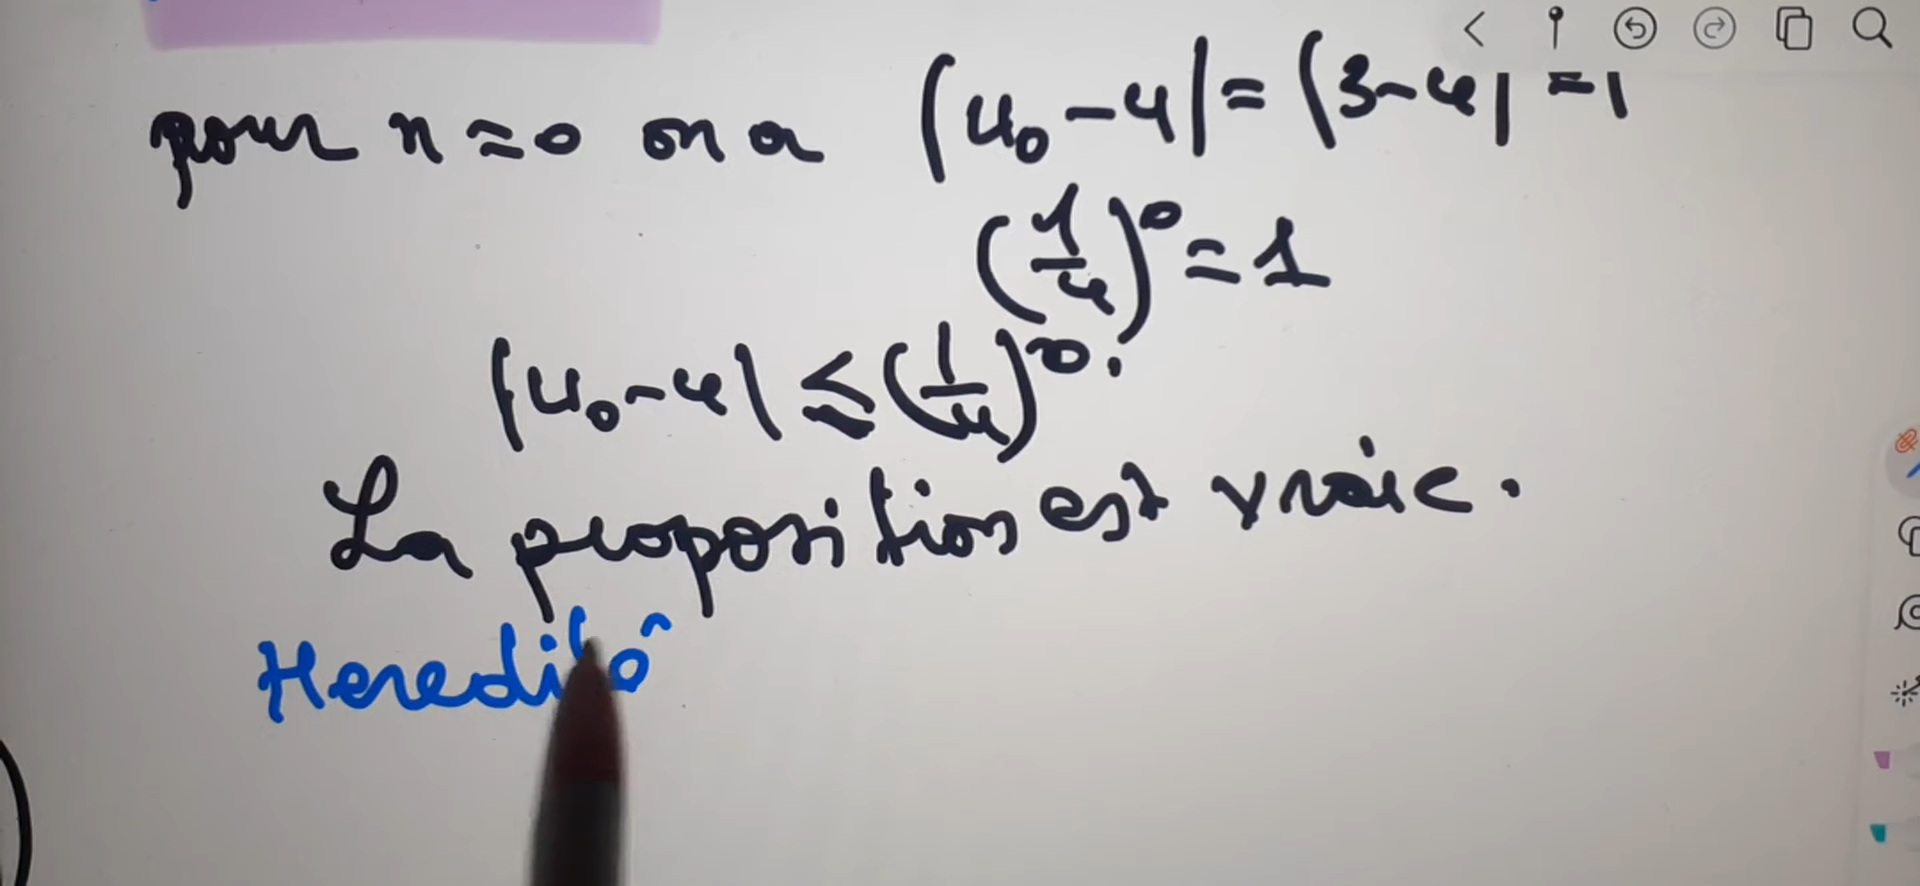 pour n=0 on a |u₀-4|=|3-4|=1
(1/4)⁰=1
|u₀-4|≤(1/4)⁰.
La proposition est vraie.
Heredité